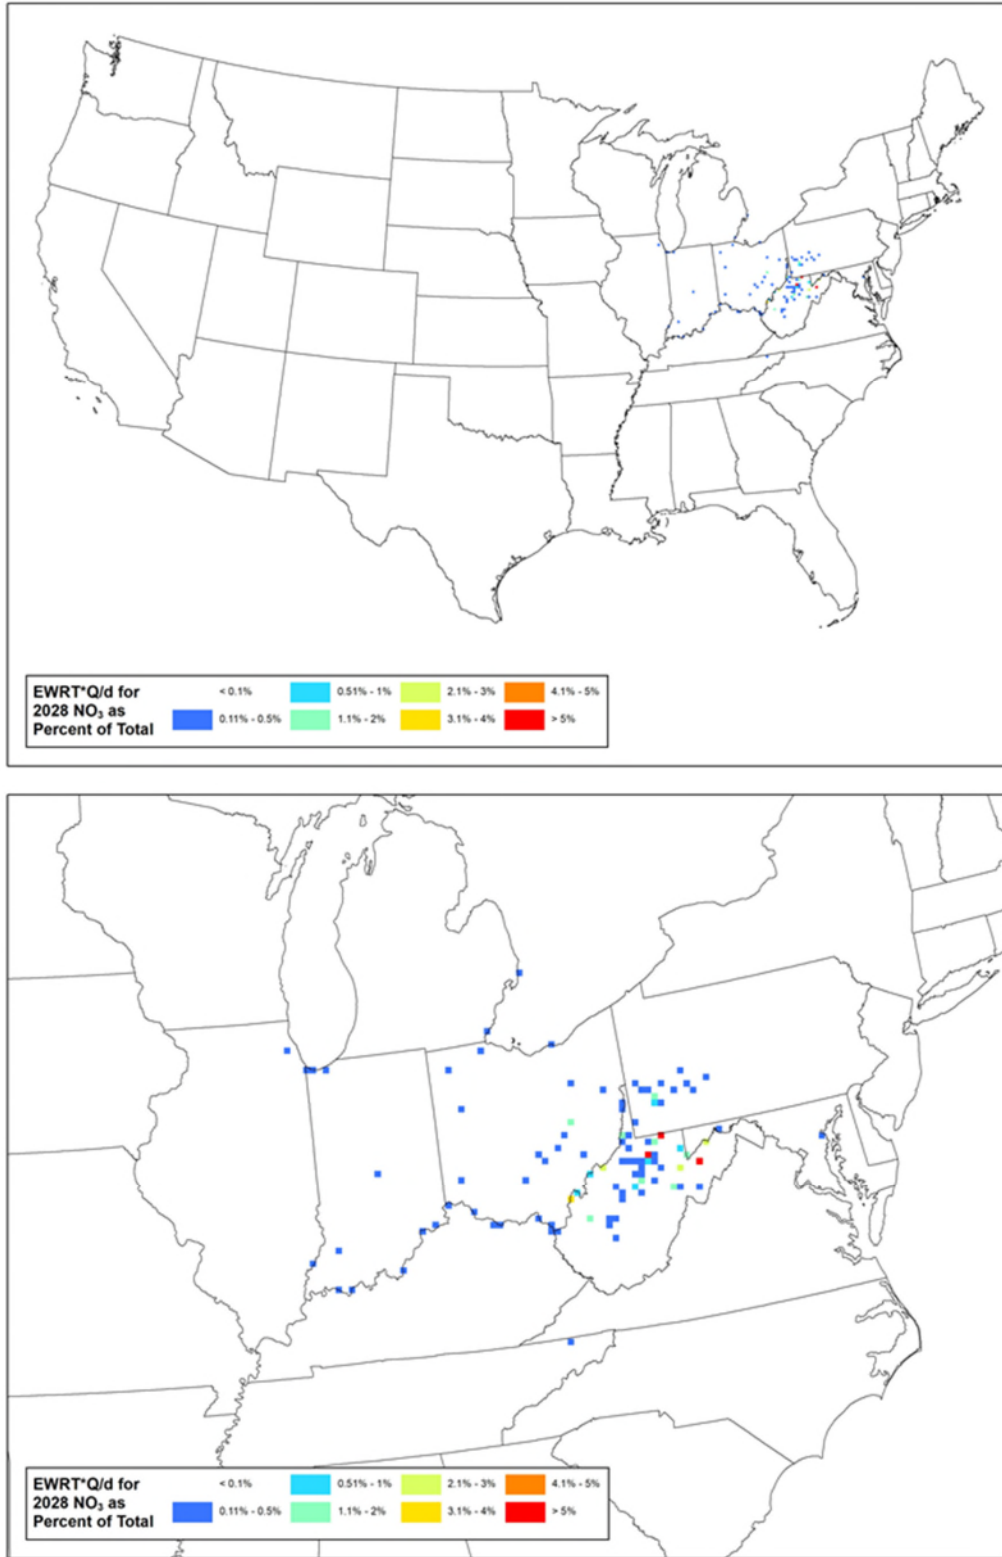 EWRT*Q/d for
2028 NO₃ as
Percent of Total
< 0.1%
0.51% - 1%
2.1% - 3%
4.1% - 5%
0.11% - 0.5%
1.1% - 2%
3.1% - 4%
> 5%
EWRT*Q/d for
2028 NO₃ as
Percent of Total
< 0.1%
0.51% - 1%
2.1% - 3%
4.1% - 5%
0.11% - 0.5%
1.1% - 2%
3.1% - 4%
> 5%